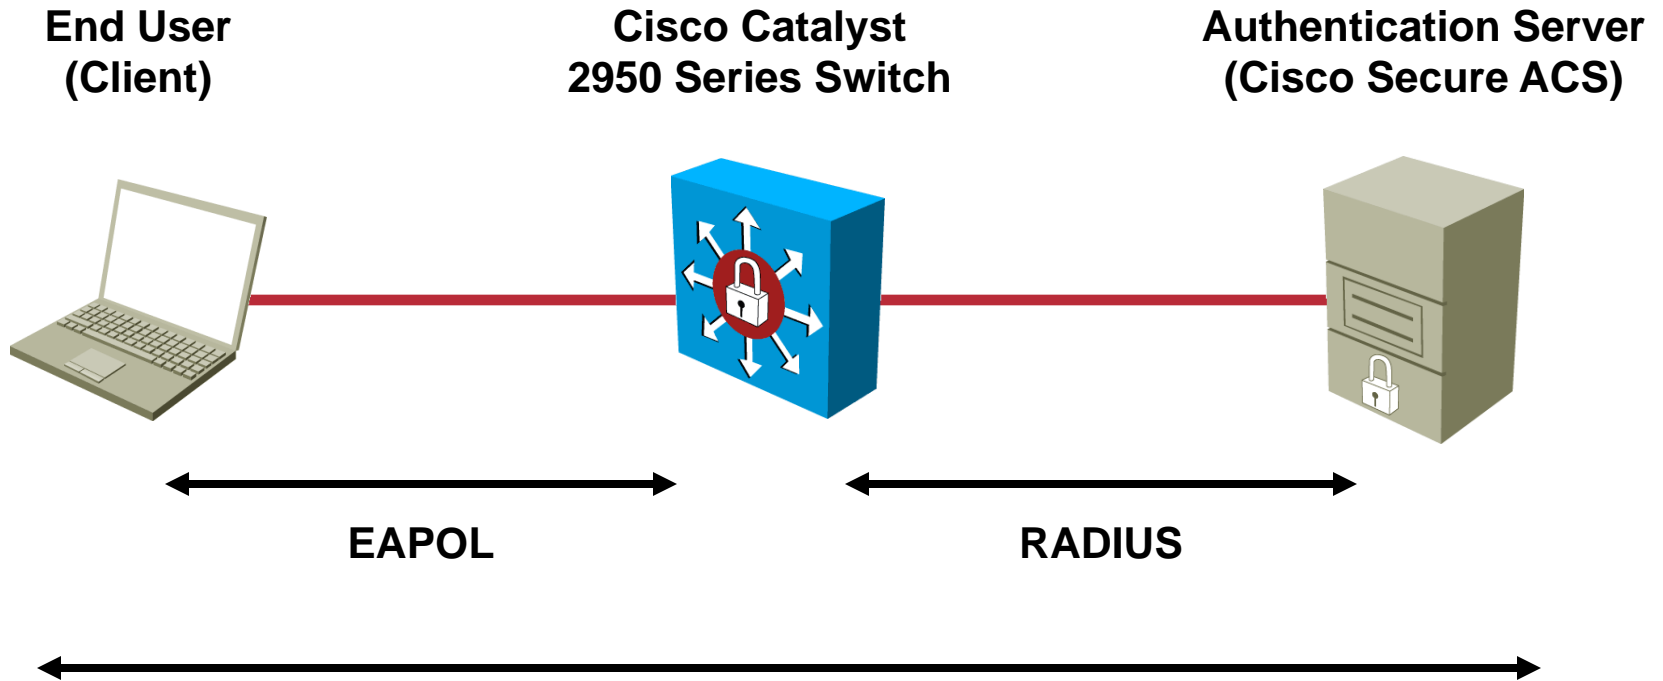 End User
(Client)
Cisco Catalyst
2950 Series Switch
Authentication Server
(Cisco Secure ACS)
EAPOL
RADIUS